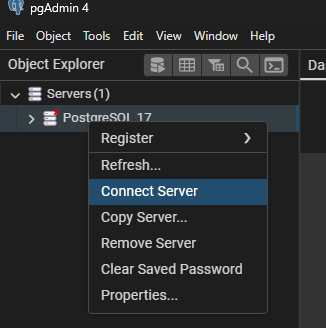 pgAdmin 4
File Object Tools Edit View Window Help
Object Explorer
Da
Servers (1)
PostgreSQL 17
Register
Refresh...
Connect Server
Copy Server...
Remove Server
Clear Saved Password
Properties...